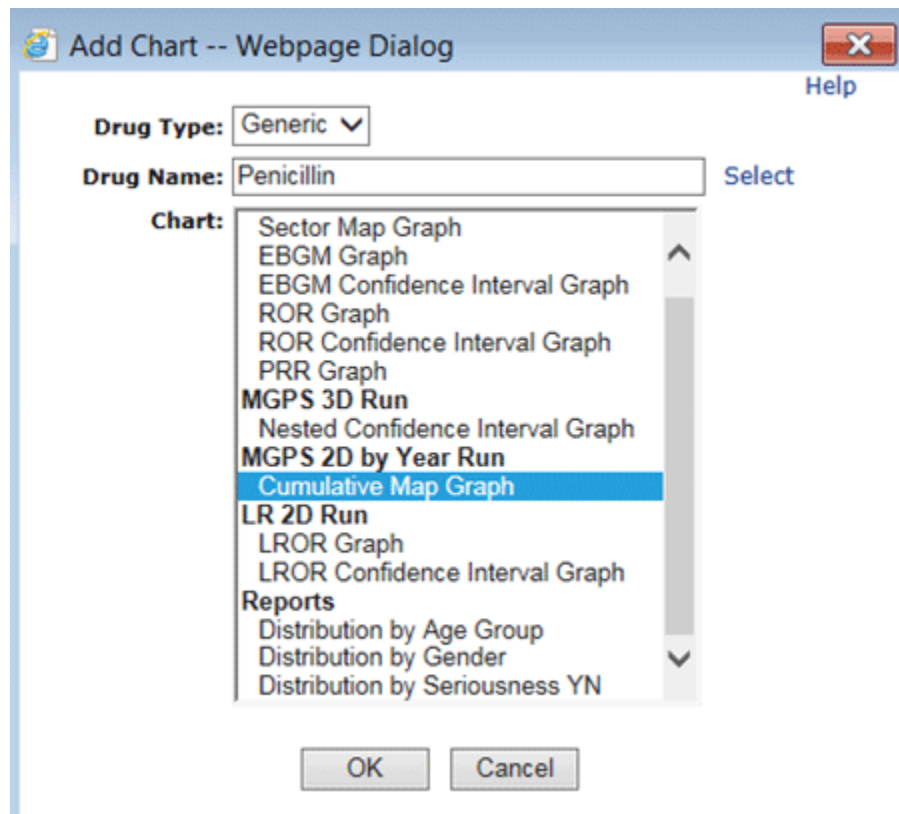 Add Chart -- Webpage Dialog
Help
Drug Type: Generic
Drug Name: Penicillin Select
Chart:
Sector Map Graph
EBGM Graph
EBGM Confidence Interval Graph
ROR Graph
ROR Confidence Interval Graph
PRR Graph
MGPS 3D Run
Nested Confidence Interval Graph
MGPS 2D by Year Run
Cumulative Map Graph
LR 2D Run
LROR Graph
LROR Confidence Interval Graph
Reports
Distribution by Age Group
Distribution by Gender
Distribution by Seriousness YN
OK Cancel